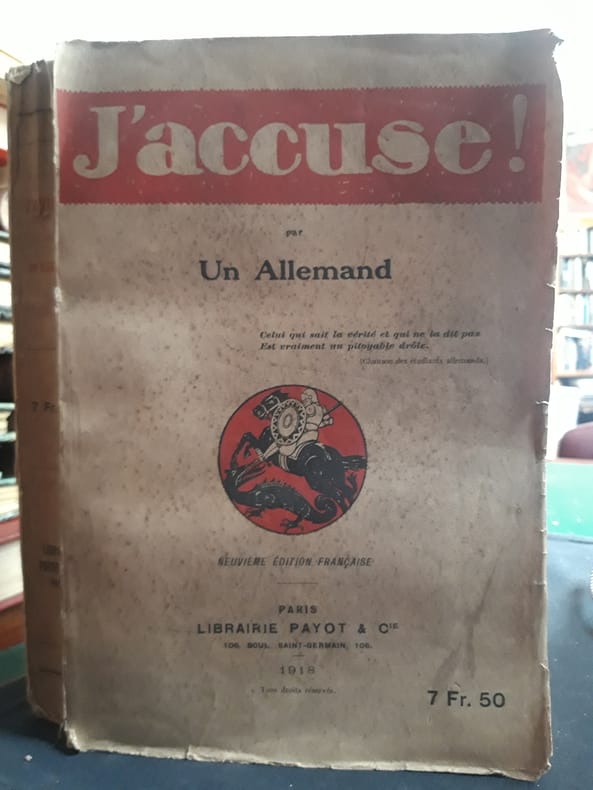 J'accuse!
par
Un Allemand
Celui qui sait la vérité et qui ne la dit pas
Est vraiment un pitoyable drôle.
(Chanson des étudiants allemands.)
NEUVIÈME ÉDITION FRANÇAISE
PARIS
LIBRAIRIE PAYOT & CIE
106, BOUL. SAINT-GERMAIN, 106.
1918
Tous droits réservés.
7 Fr. 50
7 Fr